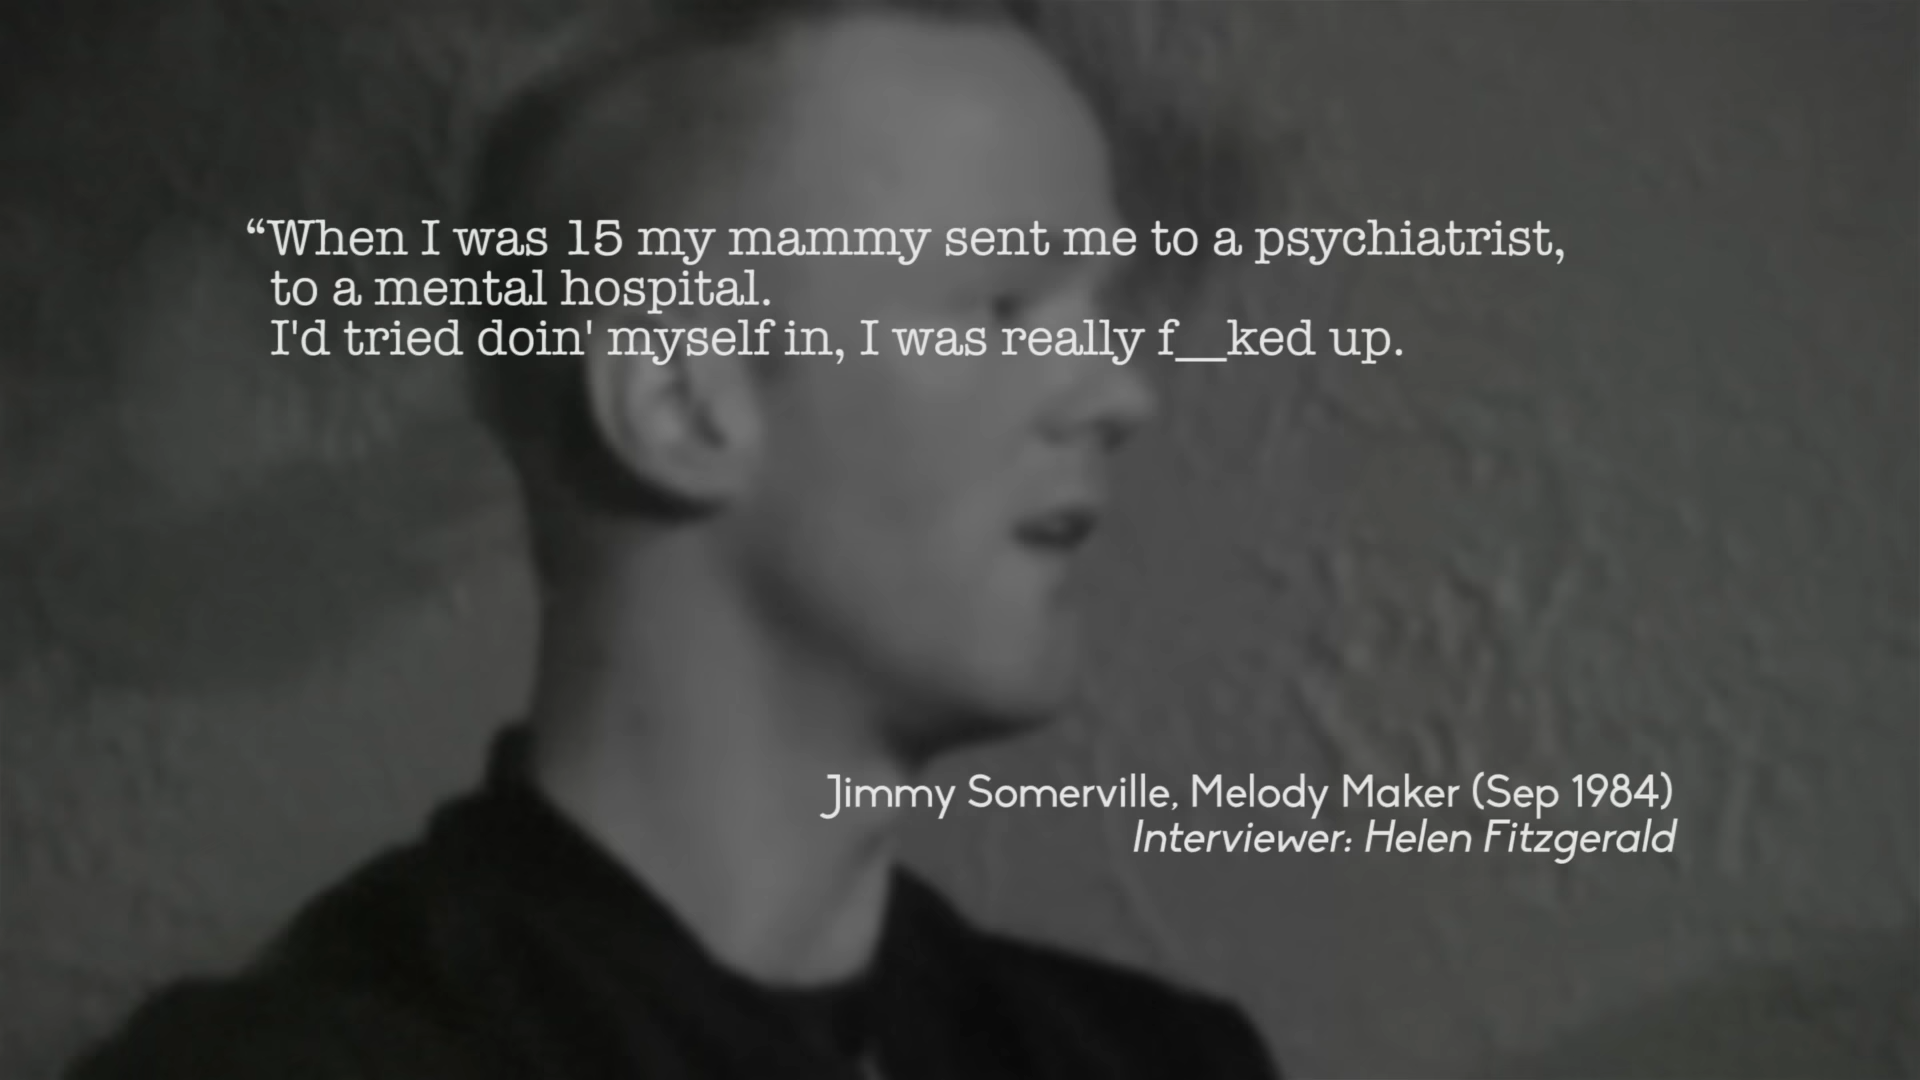 “When I was 15 my mammy sent me to a psychiatrist,
to a mental hospital.
I'd tried doin' myself in, I was really f__ked up.
Jimmy Somerville, Melody Maker (Sep 1984)
Interviewer: Helen Fitzgerald